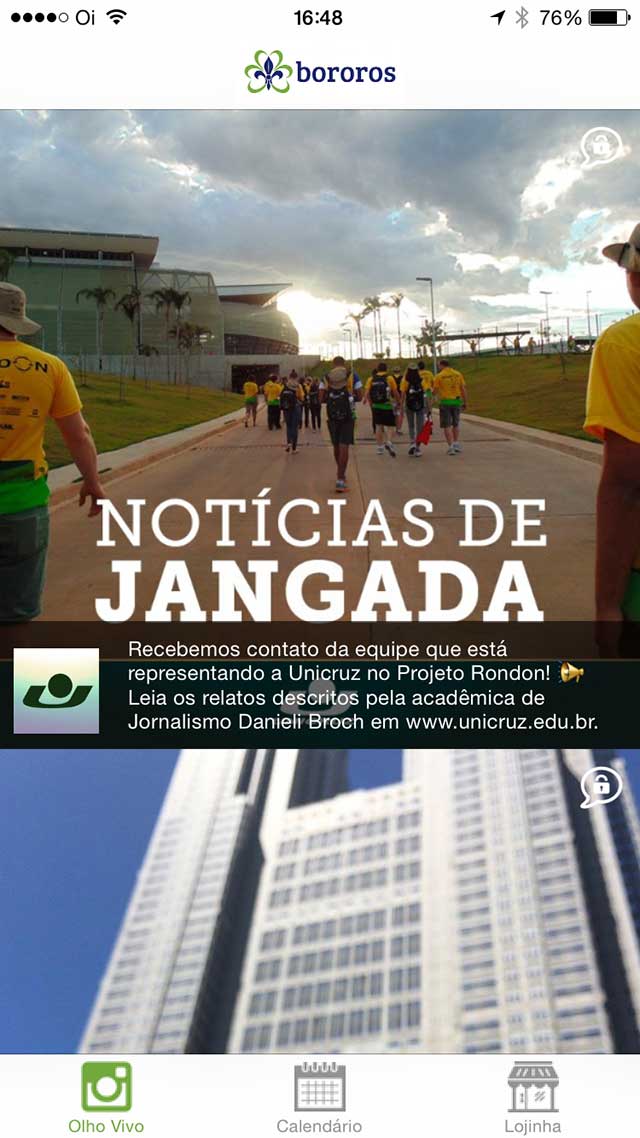 Oi 16:48 76%
bororos
NOTÍCIAS DE
JANGADA
Recebemos contato da equipe que está
representando a Unicruz no Projeto Rondon!
Leia os relatos descritos pela acadêmica de
Jornalismo Danieli Broch em www.unicruz.edu.br.
Olho Vivo Calendário Lojinha